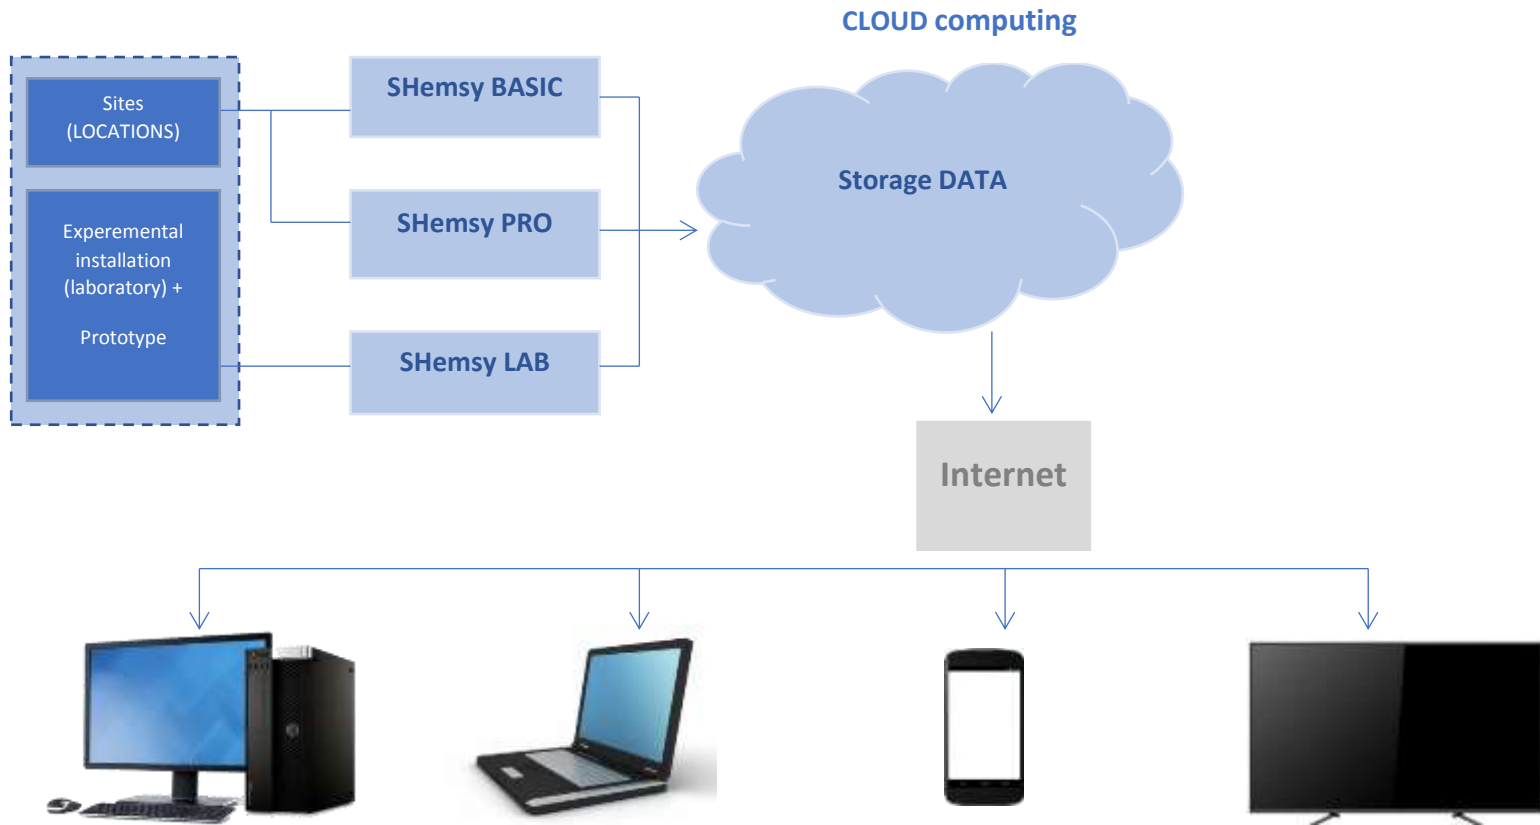 CLOUD computing
Sites
(LOCATIONS)
SHemsy BASIC
Storage DATA
SHemsy PRO
Experemental
installation
(laboratory) +
Prototype
SHemsy LAB
Internet